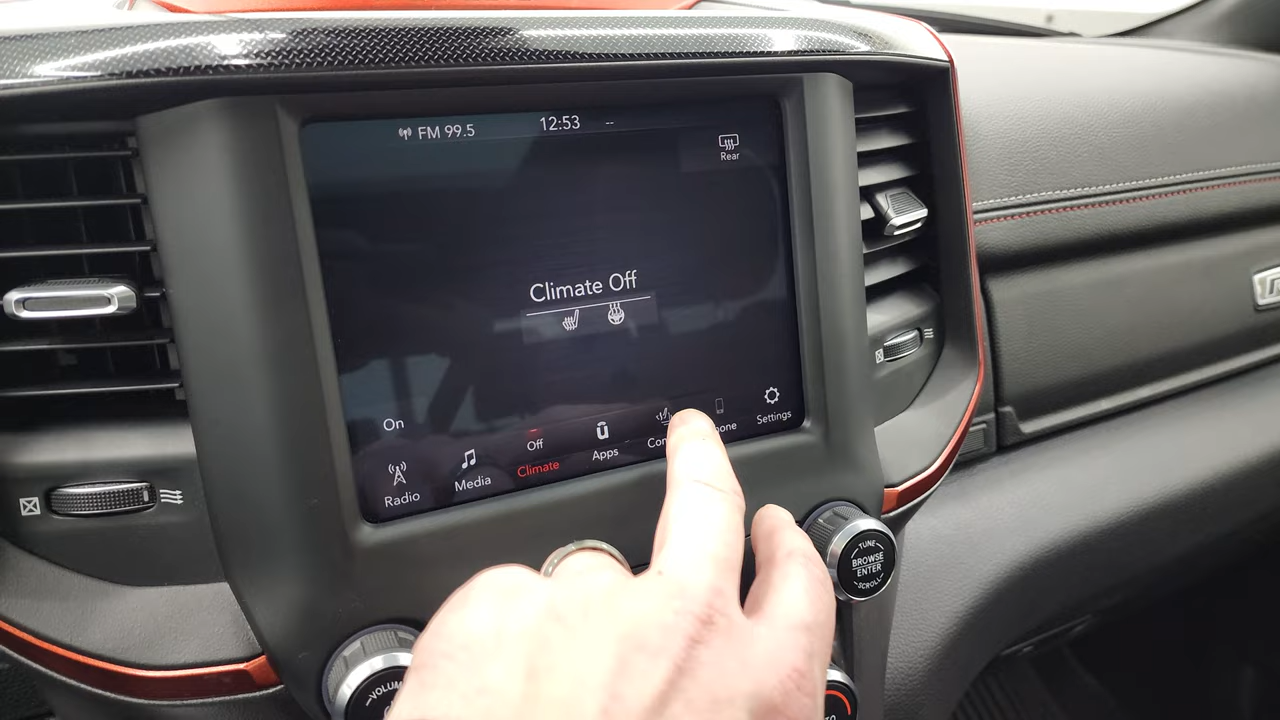 FM 99.5 12:53 --
Rear
Climate Off
On
Off
Radio
Media
Climate
Apps
Settings
TUNE
BROWSE
ENTER
SCROLL